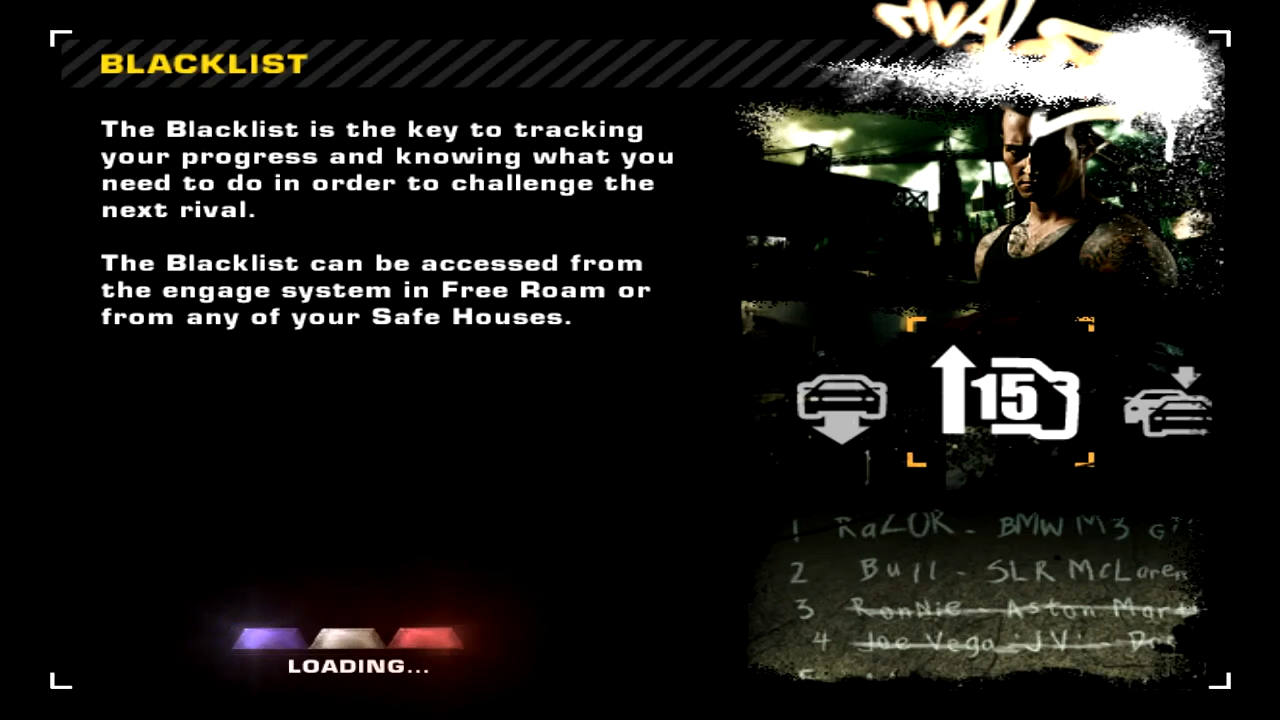 RIVALS
BLACKLIST
The Blacklist is the key to tracking
your progress and knowing what you
need to do in order to challenge the
next rival.
The Blacklist can be accessed from
the engage system in Free Roam or
from any of your Safe Houses.
15
1 RaZOR - BMW M3
2 Bull - SLR McLaren
3 RonNie - Aston
4 Joe Vega 'JV' -
LOADING...